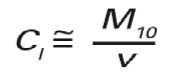 C_l ≅ M_10 / v